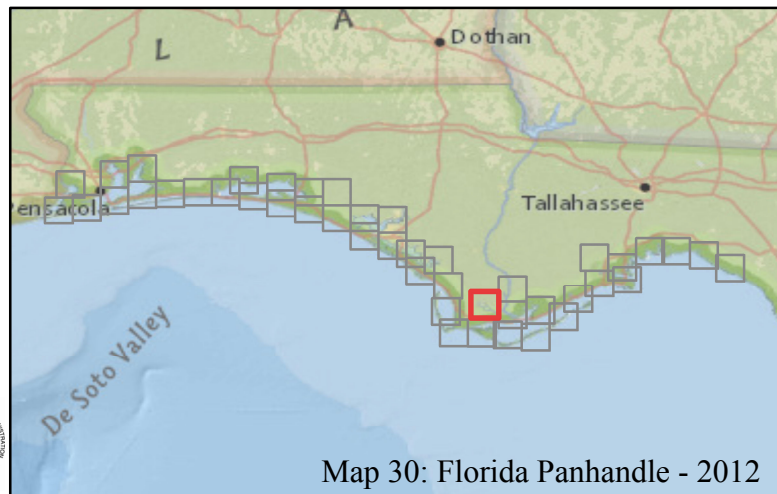 L A
Dothan
Pensacola
Tallahassee
De Soto Valley
Map 30: Florida Panhandle - 2012